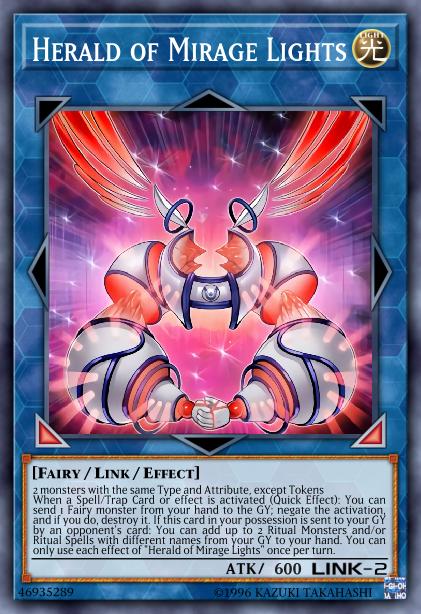 HERALD OF MIRAGE LIGHTS
LIGHT
光
[FAIRY / LINK / EFFECT]
2 monsters with the same Type and Attribute, except Tokens
When a Spell/Trap Card or effect is activated (Quick Effect): You can
send 1 Fairy monster from your hand to the GY; negate the activation,
and if you do, destroy it. If this card in your possession is sent to your GY
by an opponent's card: You can add up to 2 Ritual Monsters and/or
Ritual Spells with different names from your GY to your hand. You can
only use each effect of "Herald of Mirage Lights" once per turn.
ATK/ 600 LINK-2
46935289 ©1996 KAZUKI TAKAHASHI